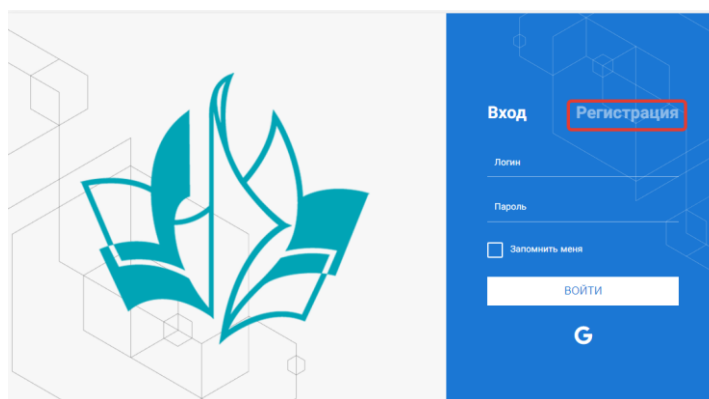 Вход Регистрация
Логин
Пароль
Запомнить меня
ВОЙТИ
G